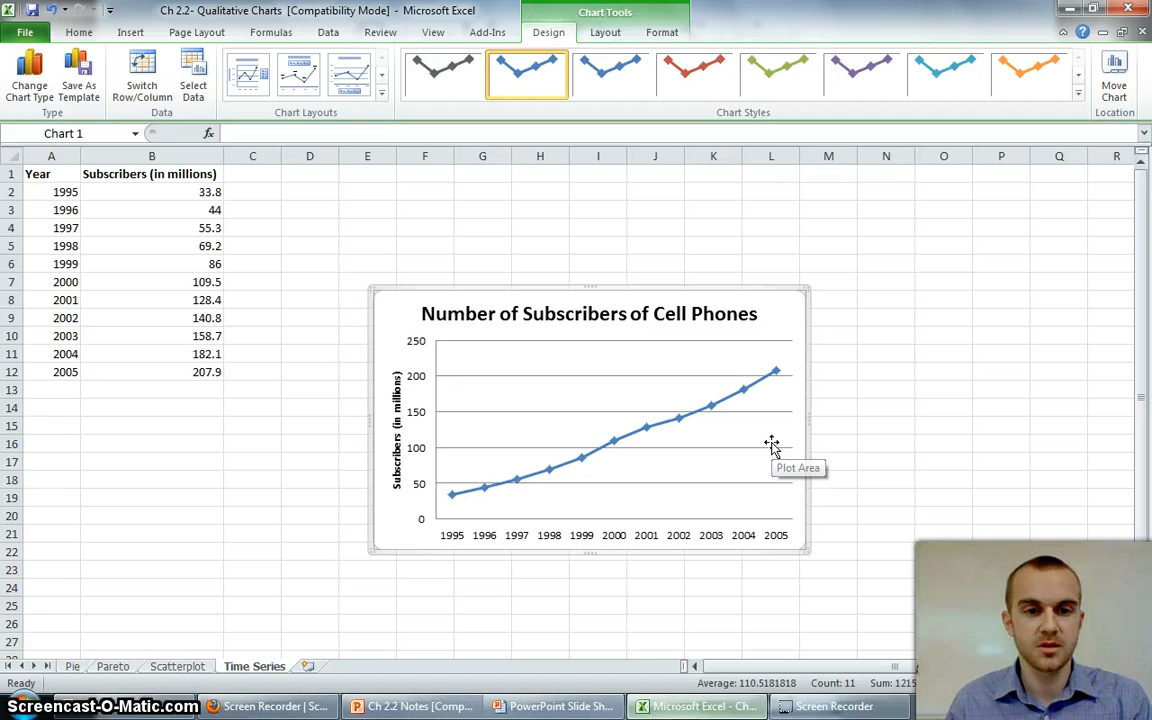 Ch 2.2- Qualitative Charts [Compatibility Mode] - Microsoft Excel
Chart Tools
File Home Insert Page Layout Formulas Data Review View Add-Ins Design Layout Format
Change Chart Type
Save As Template
Switch Row/Column
Select Data
Move Chart
Type Data Chart Layouts Chart Styles Location
Chart 1 fx
A B C D E F G H I J K L M N O P Q R
1 Year Subscribers (in millions)
2 1995 33.8
3 1996 44
4 1997 55.3
5 1998 69.2
6 1999 86
7 2000 109.5
8 2001 128.4
9 2002 140.8
10 2003 158.7
11 2004 182.1
12 2005 207.9
13
14
15
16
17
18
19
20
21
22
23
24
25
26
27
Number of Subscribers of Cell Phones
Subscribers (in millions)
250
200
150
100
50
0
1995 1996 1997 1998 1999 2000 2001 2002 2003 2004 2005
Plot Area
Pie Pareto Scatterplot Time Series
Ready Average: 110.5181818 Count: 11 Sum: 1215
Screencast-O-Matic.com
Screen Recorder | Sc...
Ch 2.2 Notes [Comp...
PowerPoint Slide Sh...
Microsoft Excel - Ch...
Screen Recorder